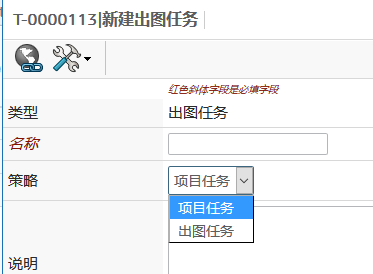 T-0000113|新建出图任务
红色斜体字段是必填字段
类型 出图任务
名称
策略 项目任务
项目任务
出图任务
说明